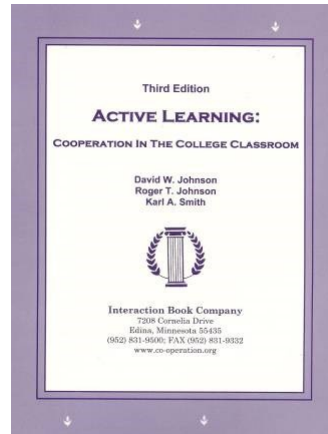 Third Edition
ACTIVE LEARNING:
COOPERATION IN THE COLLEGE CLASSROOM
David W. Johnson
Roger T. Johnson
Karl A. Smith
Interaction Book Company
7208 Cornelia Drive
Edina, Minnesota 55435
(952) 831-9500; FAX (952) 831-9332
www.co-operation.org